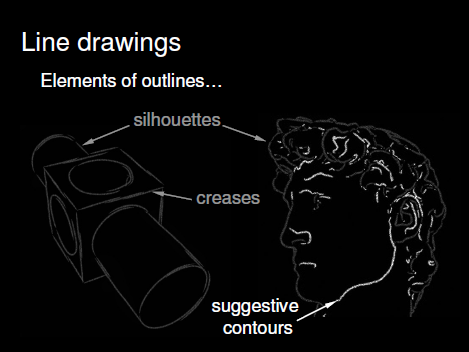 Line drawings
Elements of outlines…
silhouettes
creases
suggestive
contours